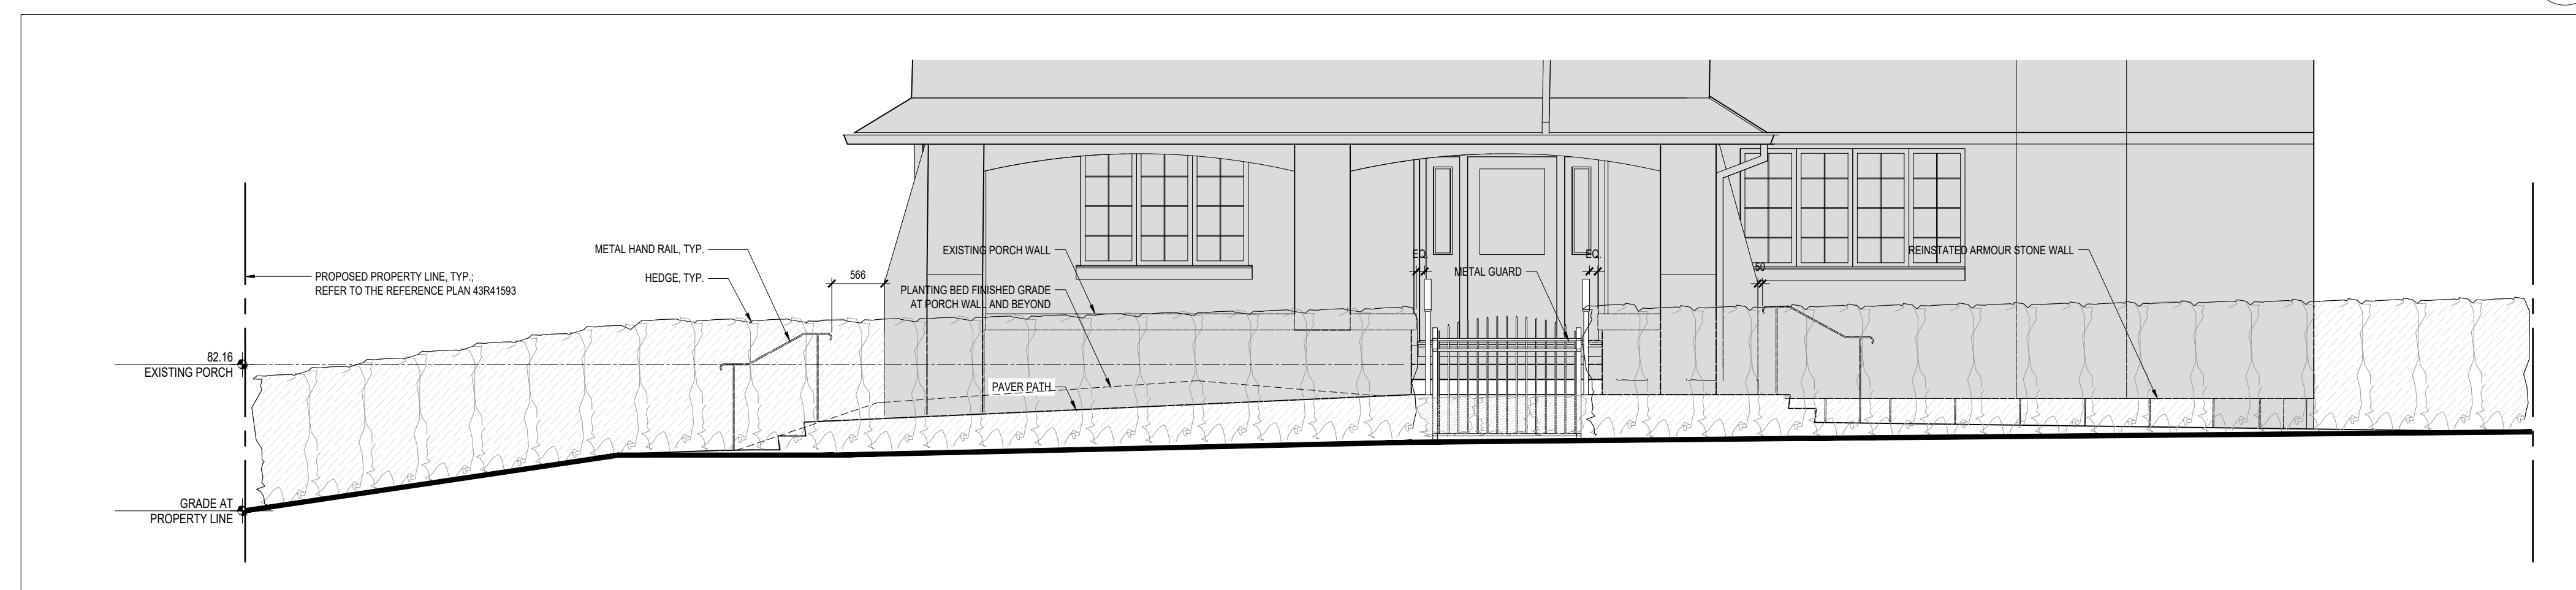 METAL HAND RAIL, TYP.
EXISTING PORCH WALL
EQ.
EQ.
REINSTATED ARMOUR STONE WALL
PROPOSED PROPERTY LINE, TYP.;
REFER TO THE REFERENCE PLAN 43R41593
HEDGE, TYP.
566
METAL GUARD
50
PLANTING BED FINISHED GRADE
AT PORCH WALL AND BEYOND
82.16
EXISTING PORCH
PAVER PATH
GRADE AT
PROPERTY LINE